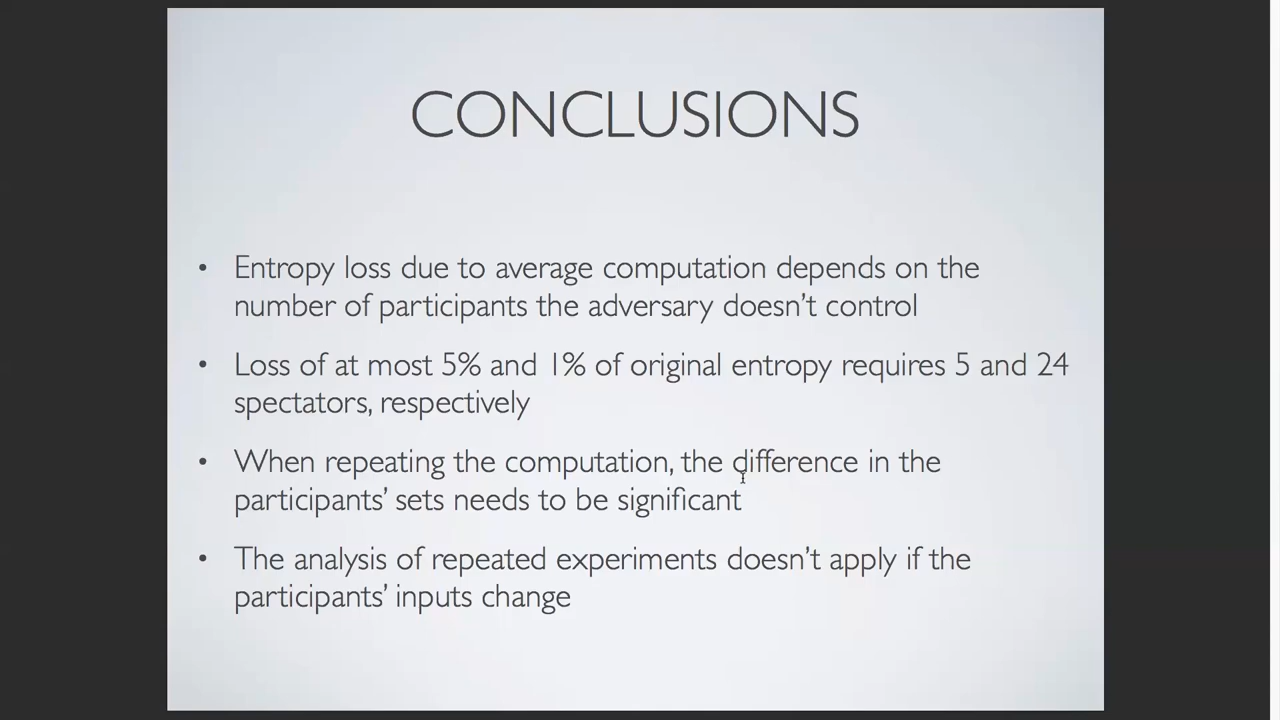 CONCLUSIONS
• Entropy loss due to average computation depends on the
number of participants the adversary doesn’t control
• Loss of at most 5% and 1% of original entropy requires 5 and 24
spectators, respectively
• When repeating the computation, the difference in the
participants’ sets needs to be significant
• The analysis of repeated experiments doesn’t apply if the
participants’ inputs change